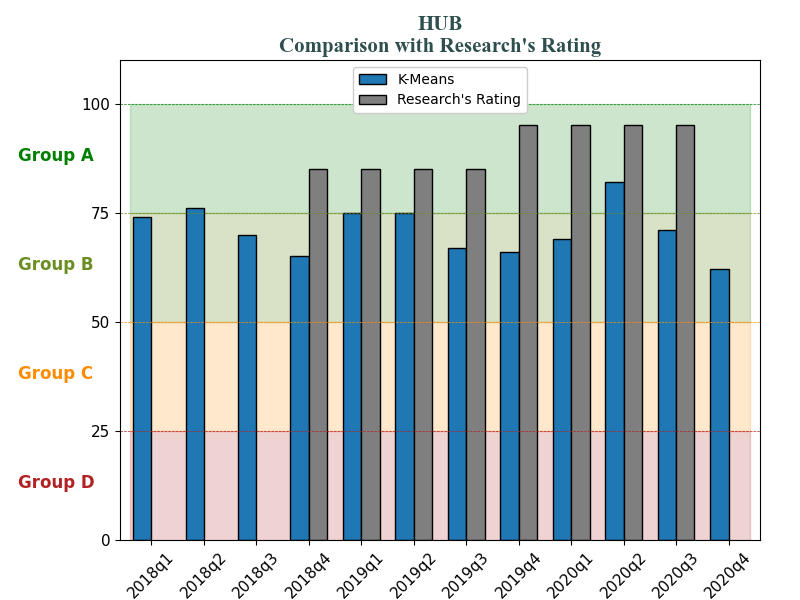 HUB
Comparison with Research's Rating
K-Means
Research's Rating
100
Group A
75
Group B
50
Group C
25
Group D
0
2018q1
2018q2
2018q3
2018q4
2019q1
2019q2
2019q3
2019q4
2020q1
2020q2
2020q3
2020q4